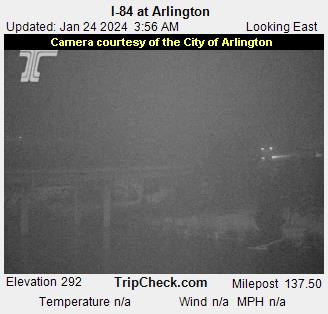 I-84 at Arlington
Updated: Jan 24 2024 3:56 AM Looking East
Camera courtesy of the City of Arlington
Elevation 292 TripCheck.com Milepost 137.50
Temperature n/a Wind n/a MPH n/a